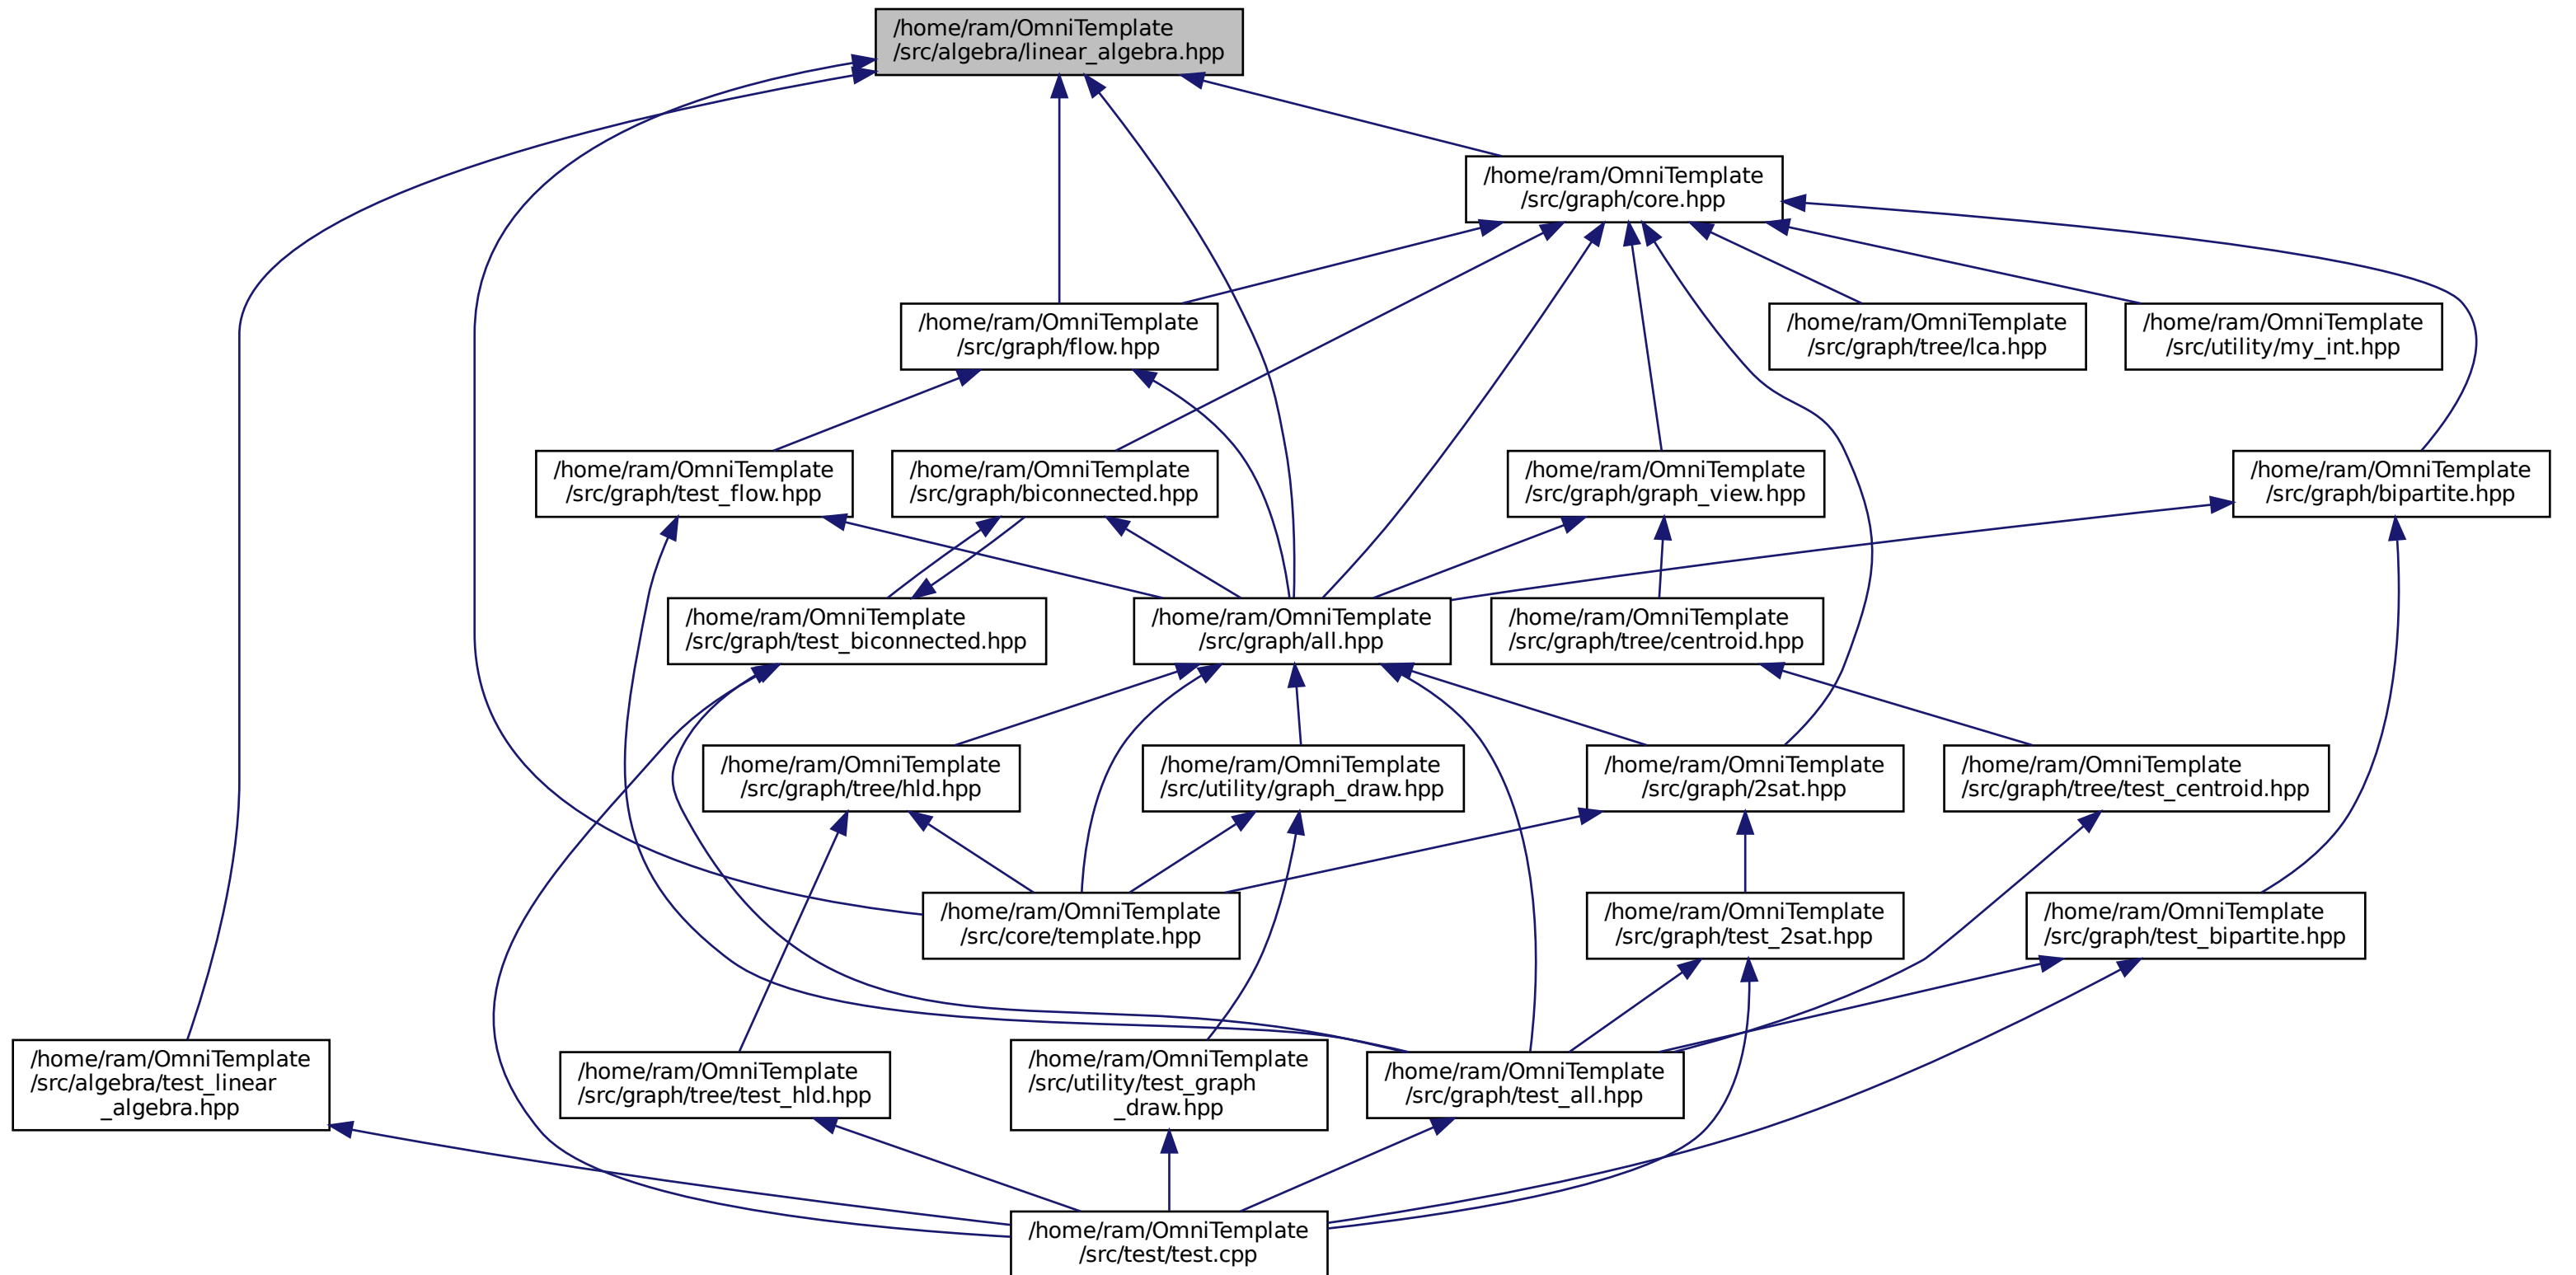 /home/ram/OmniTemplate
/src/algebra/linear_algebra.hpp
/home/ram/OmniTemplate
/src/graph/core.hpp
/home/ram/OmniTemplate
/src/graph/flow.hpp
/home/ram/OmniTemplate
/src/graph/tree/lca.hpp
/home/ram/OmniTemplate
/src/utility/my_int.hpp
/home/ram/OmniTemplate
/src/graph/test_flow.hpp
/home/ram/OmniTemplate
/src/graph/biconnected.hpp
/home/ram/OmniTemplate
/src/graph/graph_view.hpp
/home/ram/OmniTemplate
/src/graph/bipartite.hpp
/home/ram/OmniTemplate
/src/graph/test_biconnected.hpp
/home/ram/OmniTemplate
/src/graph/all.hpp
/home/ram/OmniTemplate
/src/graph/tree/centroid.hpp
/home/ram/OmniTemplate
/src/graph/tree/hld.hpp
/home/ram/OmniTemplate
/src/utility/graph_draw.hpp
/home/ram/OmniTemplate
/src/graph/2sat.hpp
/home/ram/OmniTemplate
/src/graph/tree/test_centroid.hpp
/home/ram/OmniTemplate
/src/core/template.hpp
/home/ram/OmniTemplate
/src/graph/test_2sat.hpp
/home/ram/OmniTemplate
/src/graph/test_bipartite.hpp
/home/ram/OmniTemplate
/src/algebra/test_linear
_algebra.hpp
/home/ram/OmniTemplate
/src/graph/tree/test_hld.hpp
/home/ram/OmniTemplate
/src/utility/test_graph
_draw.hpp
/home/ram/OmniTemplate
/src/graph/test_all.hpp
/home/ram/OmniTemplate
/src/test/test.cpp